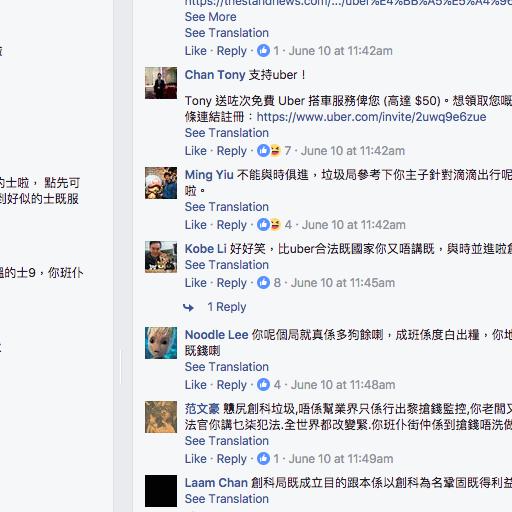 https://thestandnews.com/.../uber%E4%BB%A5%E5%A4%96
See More
See Translation
Like · Reply · 1 · June 10 at 11:42am
Chan Tony 支持uber！
Tony 送咗次免費 Uber 搭車服務俾您 (高達 $50)。想領取您嘅
條連結註冊：https://www.uber.com/invite/2uwq9e6zue
See Translation
Like · Reply · 7 · June 10 at 11:42am
的士啦， 點先可
到好似的士既服
Ming Yiu 不能與時俱進，垃圾局參考下你主子針對滴滴出行呢
啦。
See Translation
Like · Reply · 4 · June 10 at 11:42am
Kobe Li 好好笑，比uber合法既國家你又唔講既，與時並進啦
See Translation
的士9，你班仆
Like · Reply · 8 · June 10 at 11:45am
1 Reply
Noodle Lee 你呢個局就真係多狗餘喇，成班係度白出糧，你地
既錢喇
See Translation
Like · Reply · 4 · June 10 at 11:48am
范文豪 戇尻創科垃圾,唔係幫業界只係行出黎搶錢監控,你老闆又
法官你講乜柒犯法.全世界都改變緊.你班仆街仲係到搶錢唔洗做
See Translation
Like · Reply · 1 · June 10 at 11:49am
Laam Chan 創科局既成立目的跟本係以創科為名鞏固既得利益
See Translation